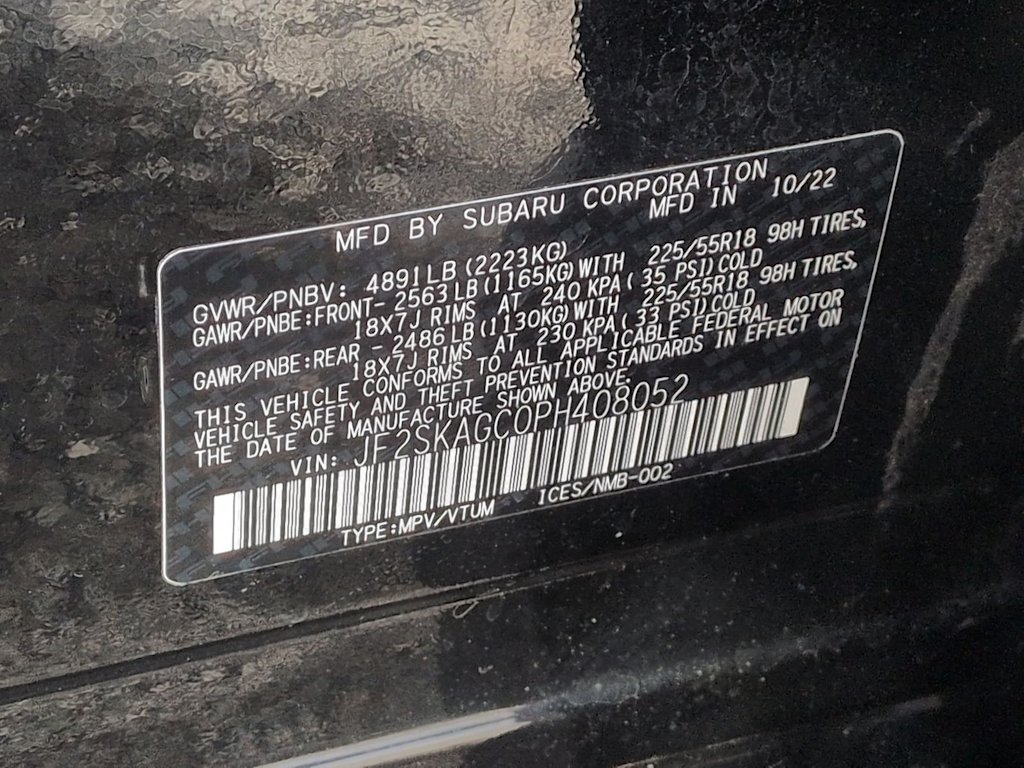 MFD BY SUBARU CORPORATION
MFD IN 10/22
GVWR/PNBV: 4891LB(2223KG)
GAWR/PNBE:FRONT-2563LB(1165KG)WITH 225/55R18 98H TIRES,
18X7J RIMS AT 240 KPA(35 PSI)COLD
GAWR/PNBE:REAR -2486LB(1130KG)WITH 225/55R18 98H TIRES,
18X7J RIMS AT 230 KPA(33 PSI)COLD
THIS VEHICLE CONFORMS TO ALL APPLICABLE FEDERAL MOTOR
VEHICLE SAFETY AND THEFT PREVENTION STANDARDS IN EFFECT ON
THE DATE OF MANUFACTURE SHOWN ABOVE.
VIN: JF2SKAGC0PH408052
TYPE:MPV/VTUM ICES/NMB-002